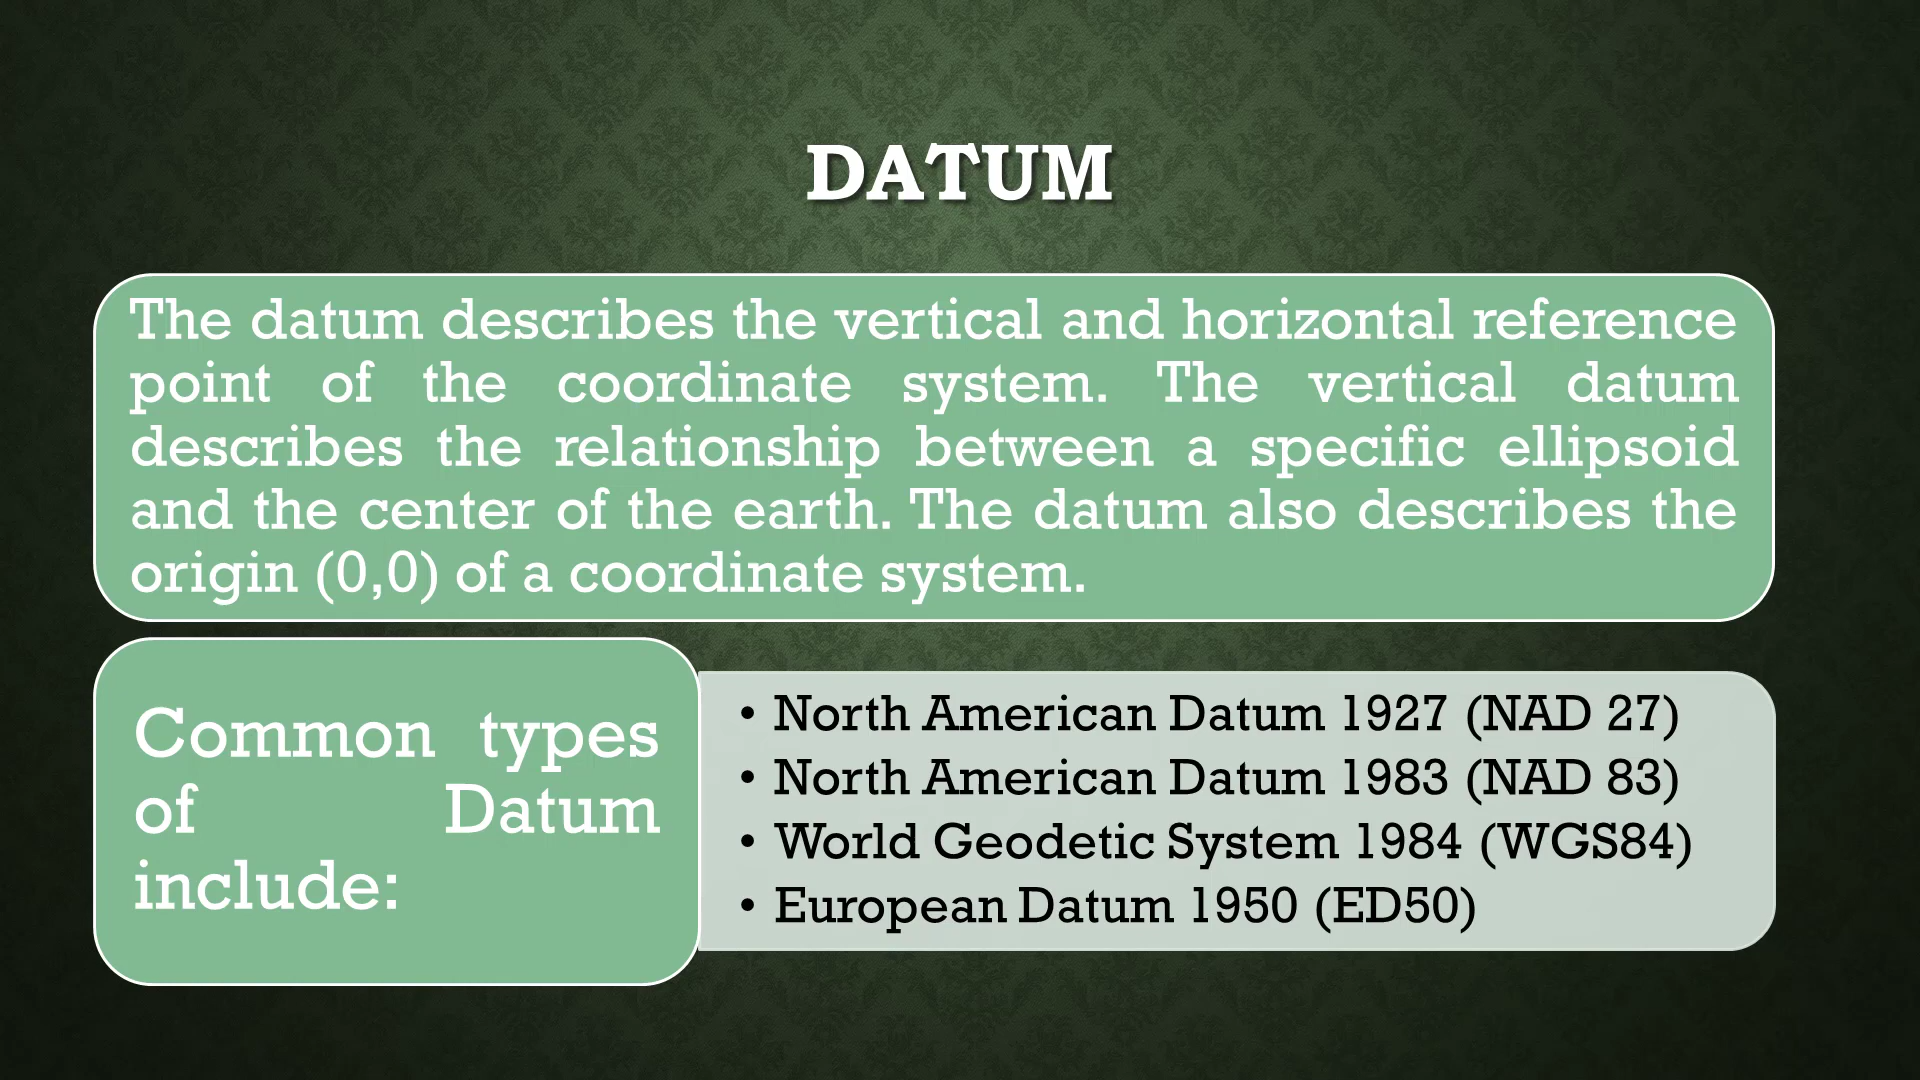 DATUM
The datum describes the vertical and horizontal reference
point of the coordinate system. The vertical datum
describes the relationship between a specific ellipsoid
and the center of the earth. The datum also describes the
origin (0,0) of a coordinate system.
Common types
of Datum
include:
• North American Datum 1927 (NAD 27)
• North American Datum 1983 (NAD 83)
• World Geodetic System 1984 (WGS84)
• European Datum 1950 (ED50)